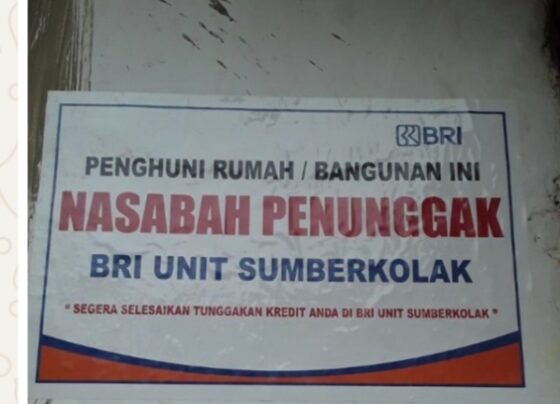 BRI
PENGHUNI RUMAH / BANGUNAN INI
NASABAH PENUNGGAK
BRI UNIT SUMBERKOLAK
" SEGERA SELESAIKAN TUNGGAKAN KREDIT ANDA DI BRI UNIT SUMBERKOLAK "